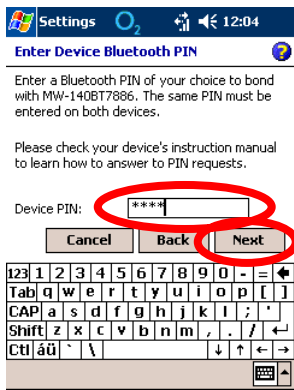 Settings O2 12:04
Enter Device Bluetooth PIN ?
Enter a Bluetooth PIN of your choice to bond
with MW-140BT7886. The same PIN must be
entered on both devices.
Please check your device's instruction manual
to learn how to answer to PIN requests.
Device PIN: ****
Cancel Back Next
123 1 2 3 4 5 6 7 8 9 0 - =
Tab q w e r t y u i o p [ ]
CAP a s d f g h j k l ; '
Shift z x c v b n m , . /
Ctl áü ` \ ↓ ↑ ← →